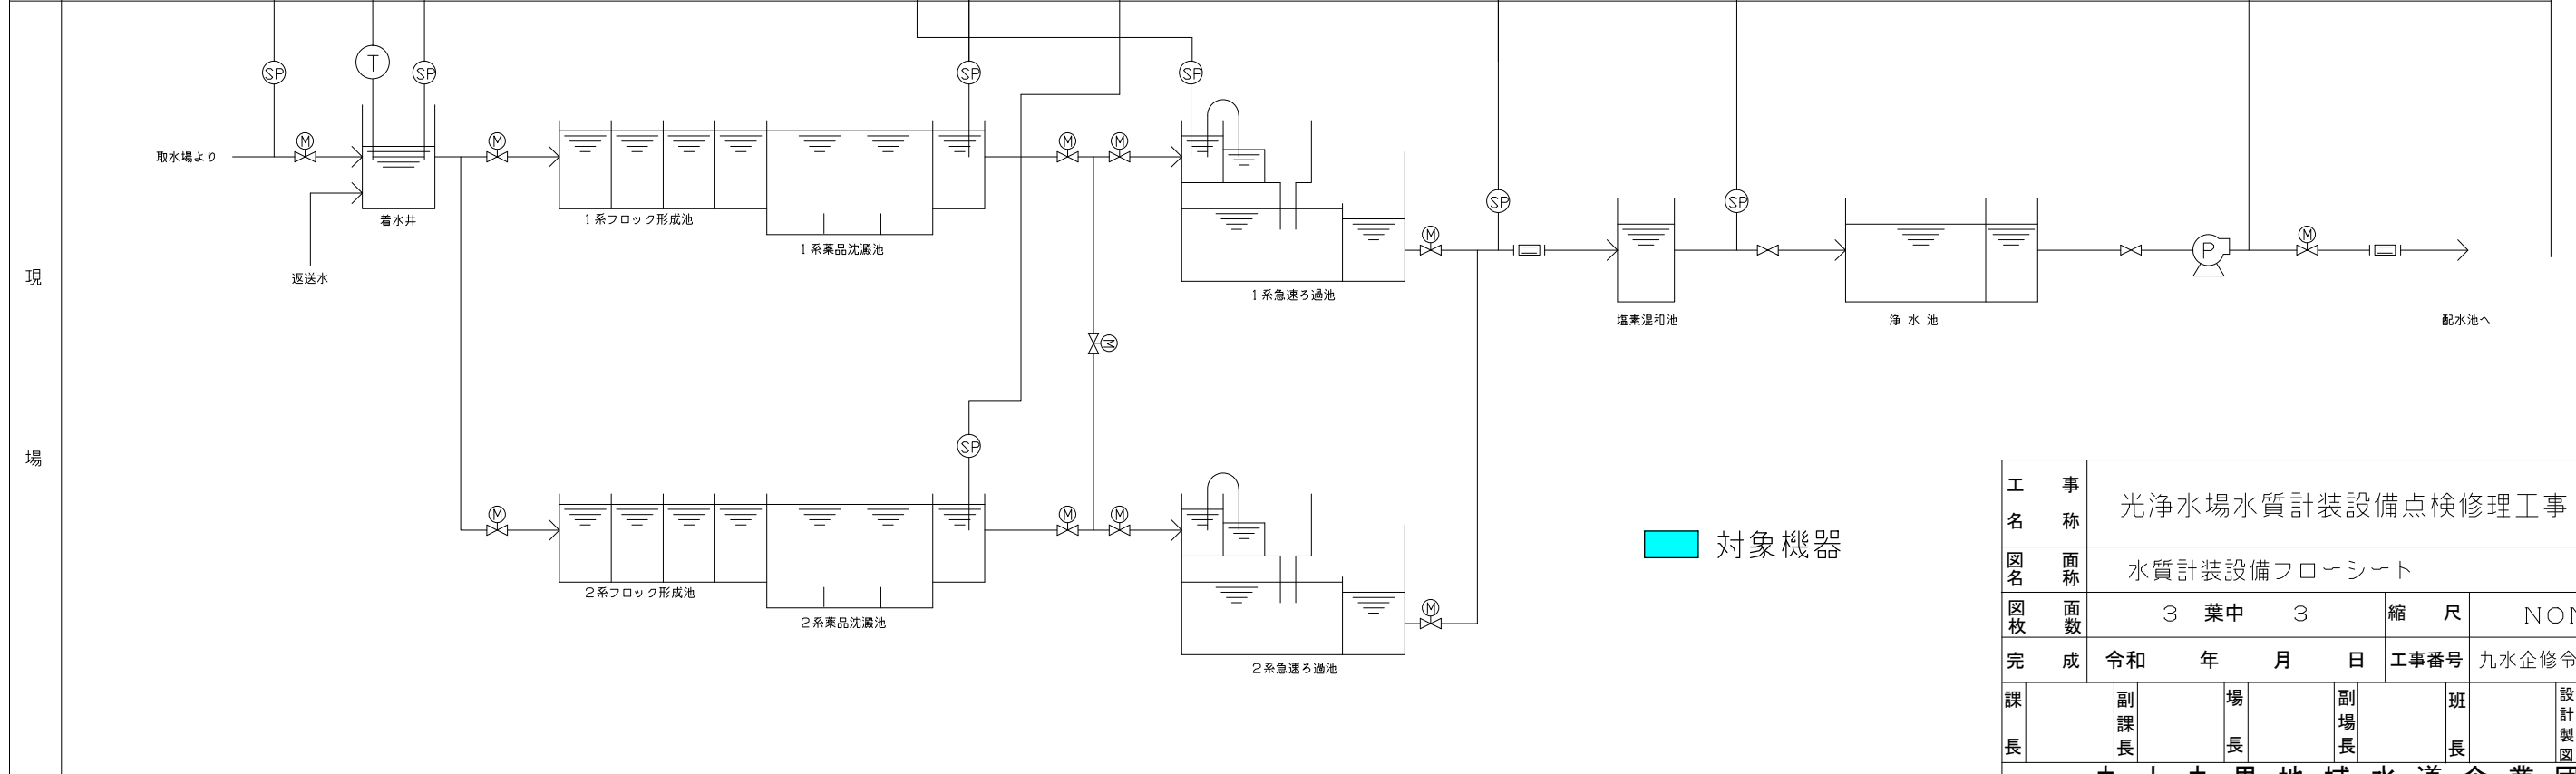 SP
T
SP
SP
SP
M
M
M
M
取水場より
着水井
1系フロック形成池
1系薬品沈澱池
返送水
SP
SP
M
P
M
1系急速ろ過池
塩素混和池
浄水池
配水池へ
現
場
M
SP
M
M
M
2系フロック形成池
2系薬品沈澱池
M
2系急速ろ過池
対象機器
工事名称 光浄水場水質計装設備点検修理工事
図面名称 水質計装設備フローシート
図面枚数 3 葉中 3 縮尺
完成 令和 年 月 日 工事番号 九水企修令
課長 副課長 場長 副場長 班長 設計製図